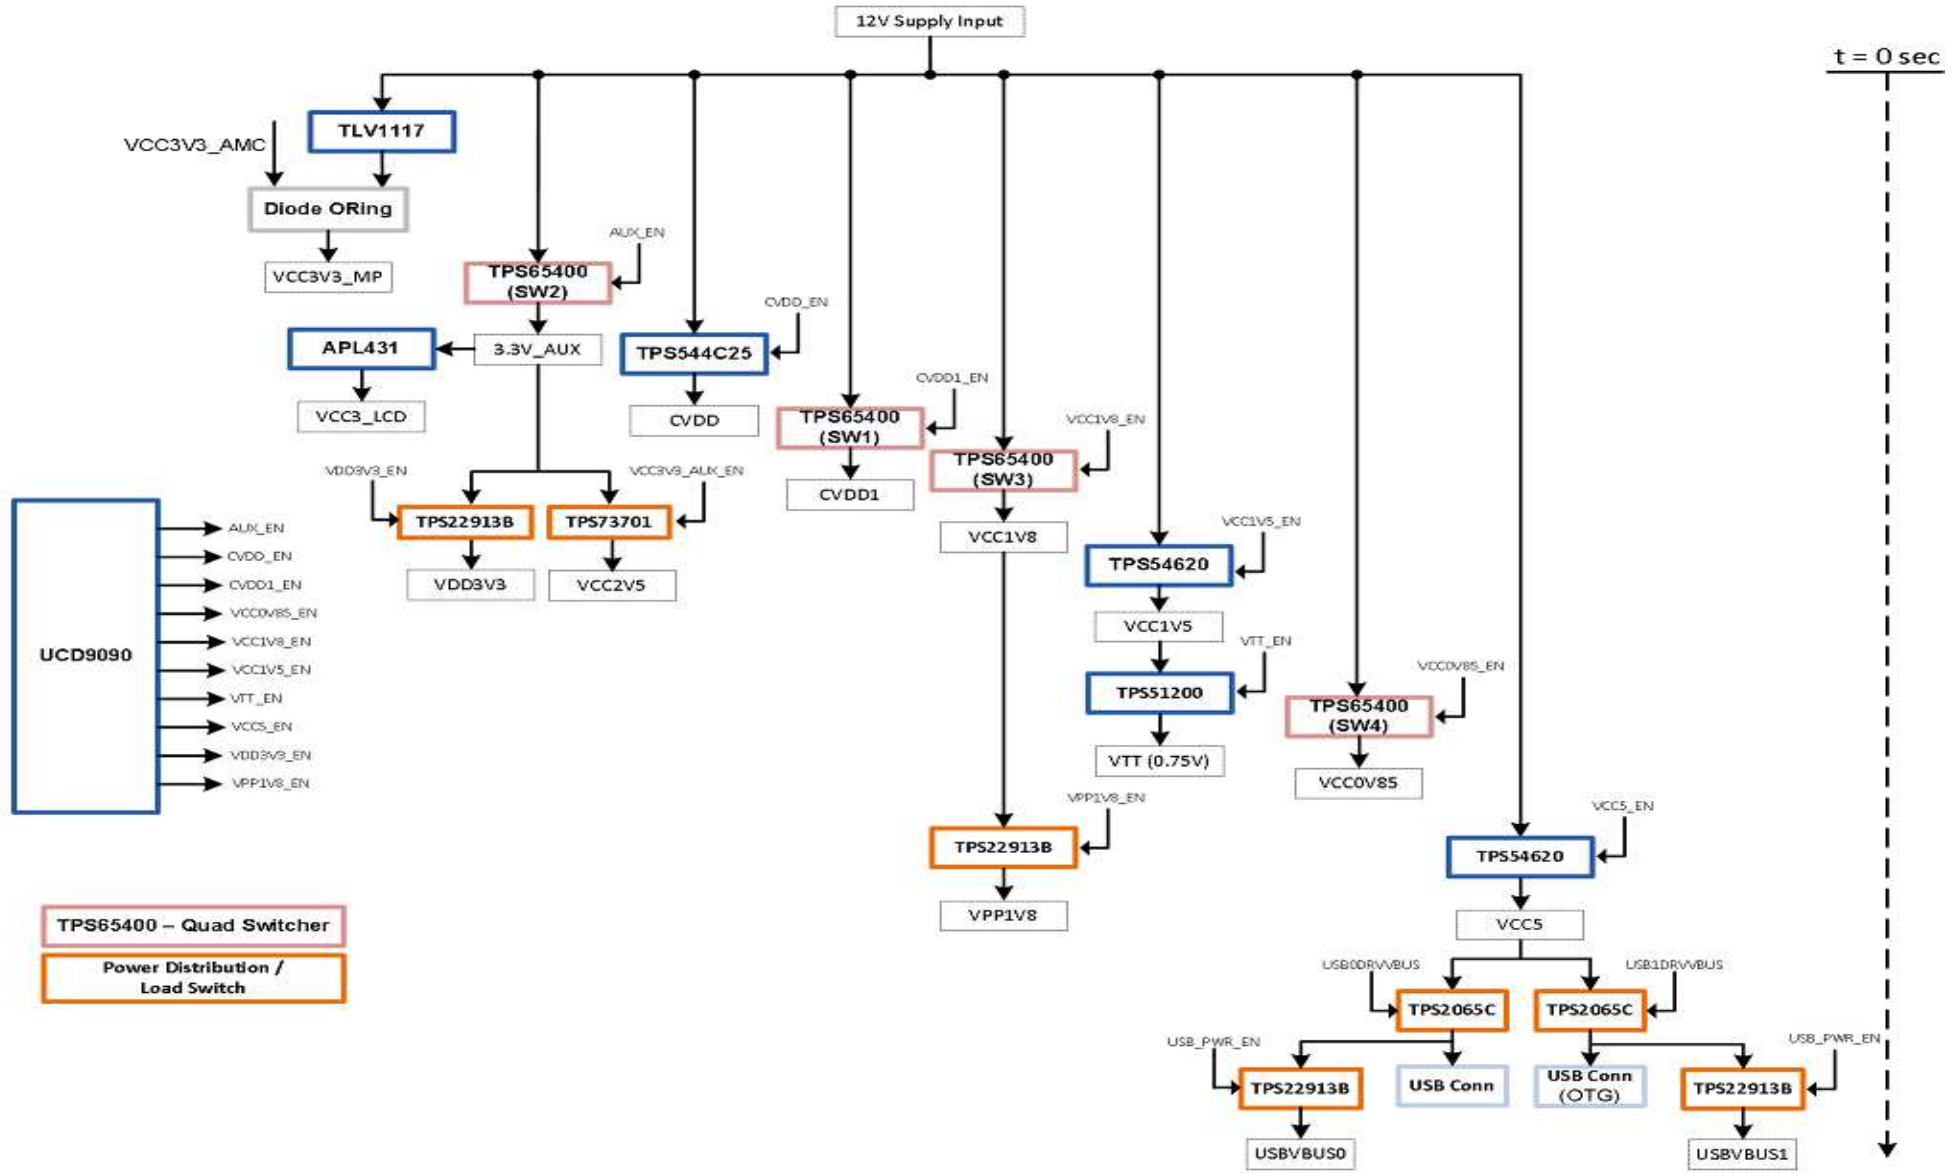 12V Supply Input
t = 0 sec
TLV1117
VCC3V3_AMC
Diode ORing
VCC3V3_MP
AUX_EN
TPS65400
(SW2)
3.3V_AUX
APL431
VCC3_LCD
CVDD_EN
TPS544C25
CVDD
CVDD1_EN
TPS65400
(SW1)
CVDD1
VCC1V8_EN
TPS65400
(SW3)
VCC1V8
VDD3V3_EN
VCC3V3_AUX_EN
TPS22913B
TPS73701
VDD3V3
VCC2V5
VCC1V5_EN
TPS54620
VCC1V5
VTT_EN
TPS51200
VTT (0.75V)
VCC0V85_EN
TPS65400
(SW4)
VCC0V85
UCD9090
AUX_EN
CVDD_EN
CVDD1_EN
VCC0V85_EN
VCC1V8_EN
VCC1V5_EN
VTT_EN
VCC5_EN
VDD3V3_EN
VPP1V8_EN
VPP1V8_EN
TPS22913B
VPP1V8
VCC5_EN
TPS54620
VCC5
USB0DRVVBUS
USB1DRVVBUS
TPS2065C
TPS2065C
USB_PWR_EN
USB_PWR_EN
TPS22913B
USB Conn
USB Conn
(OTG)
TPS22913B
USBVBUS0
USBVBUS1
TPS65400 – Quad Switcher
Power Distribution /
Load Switch